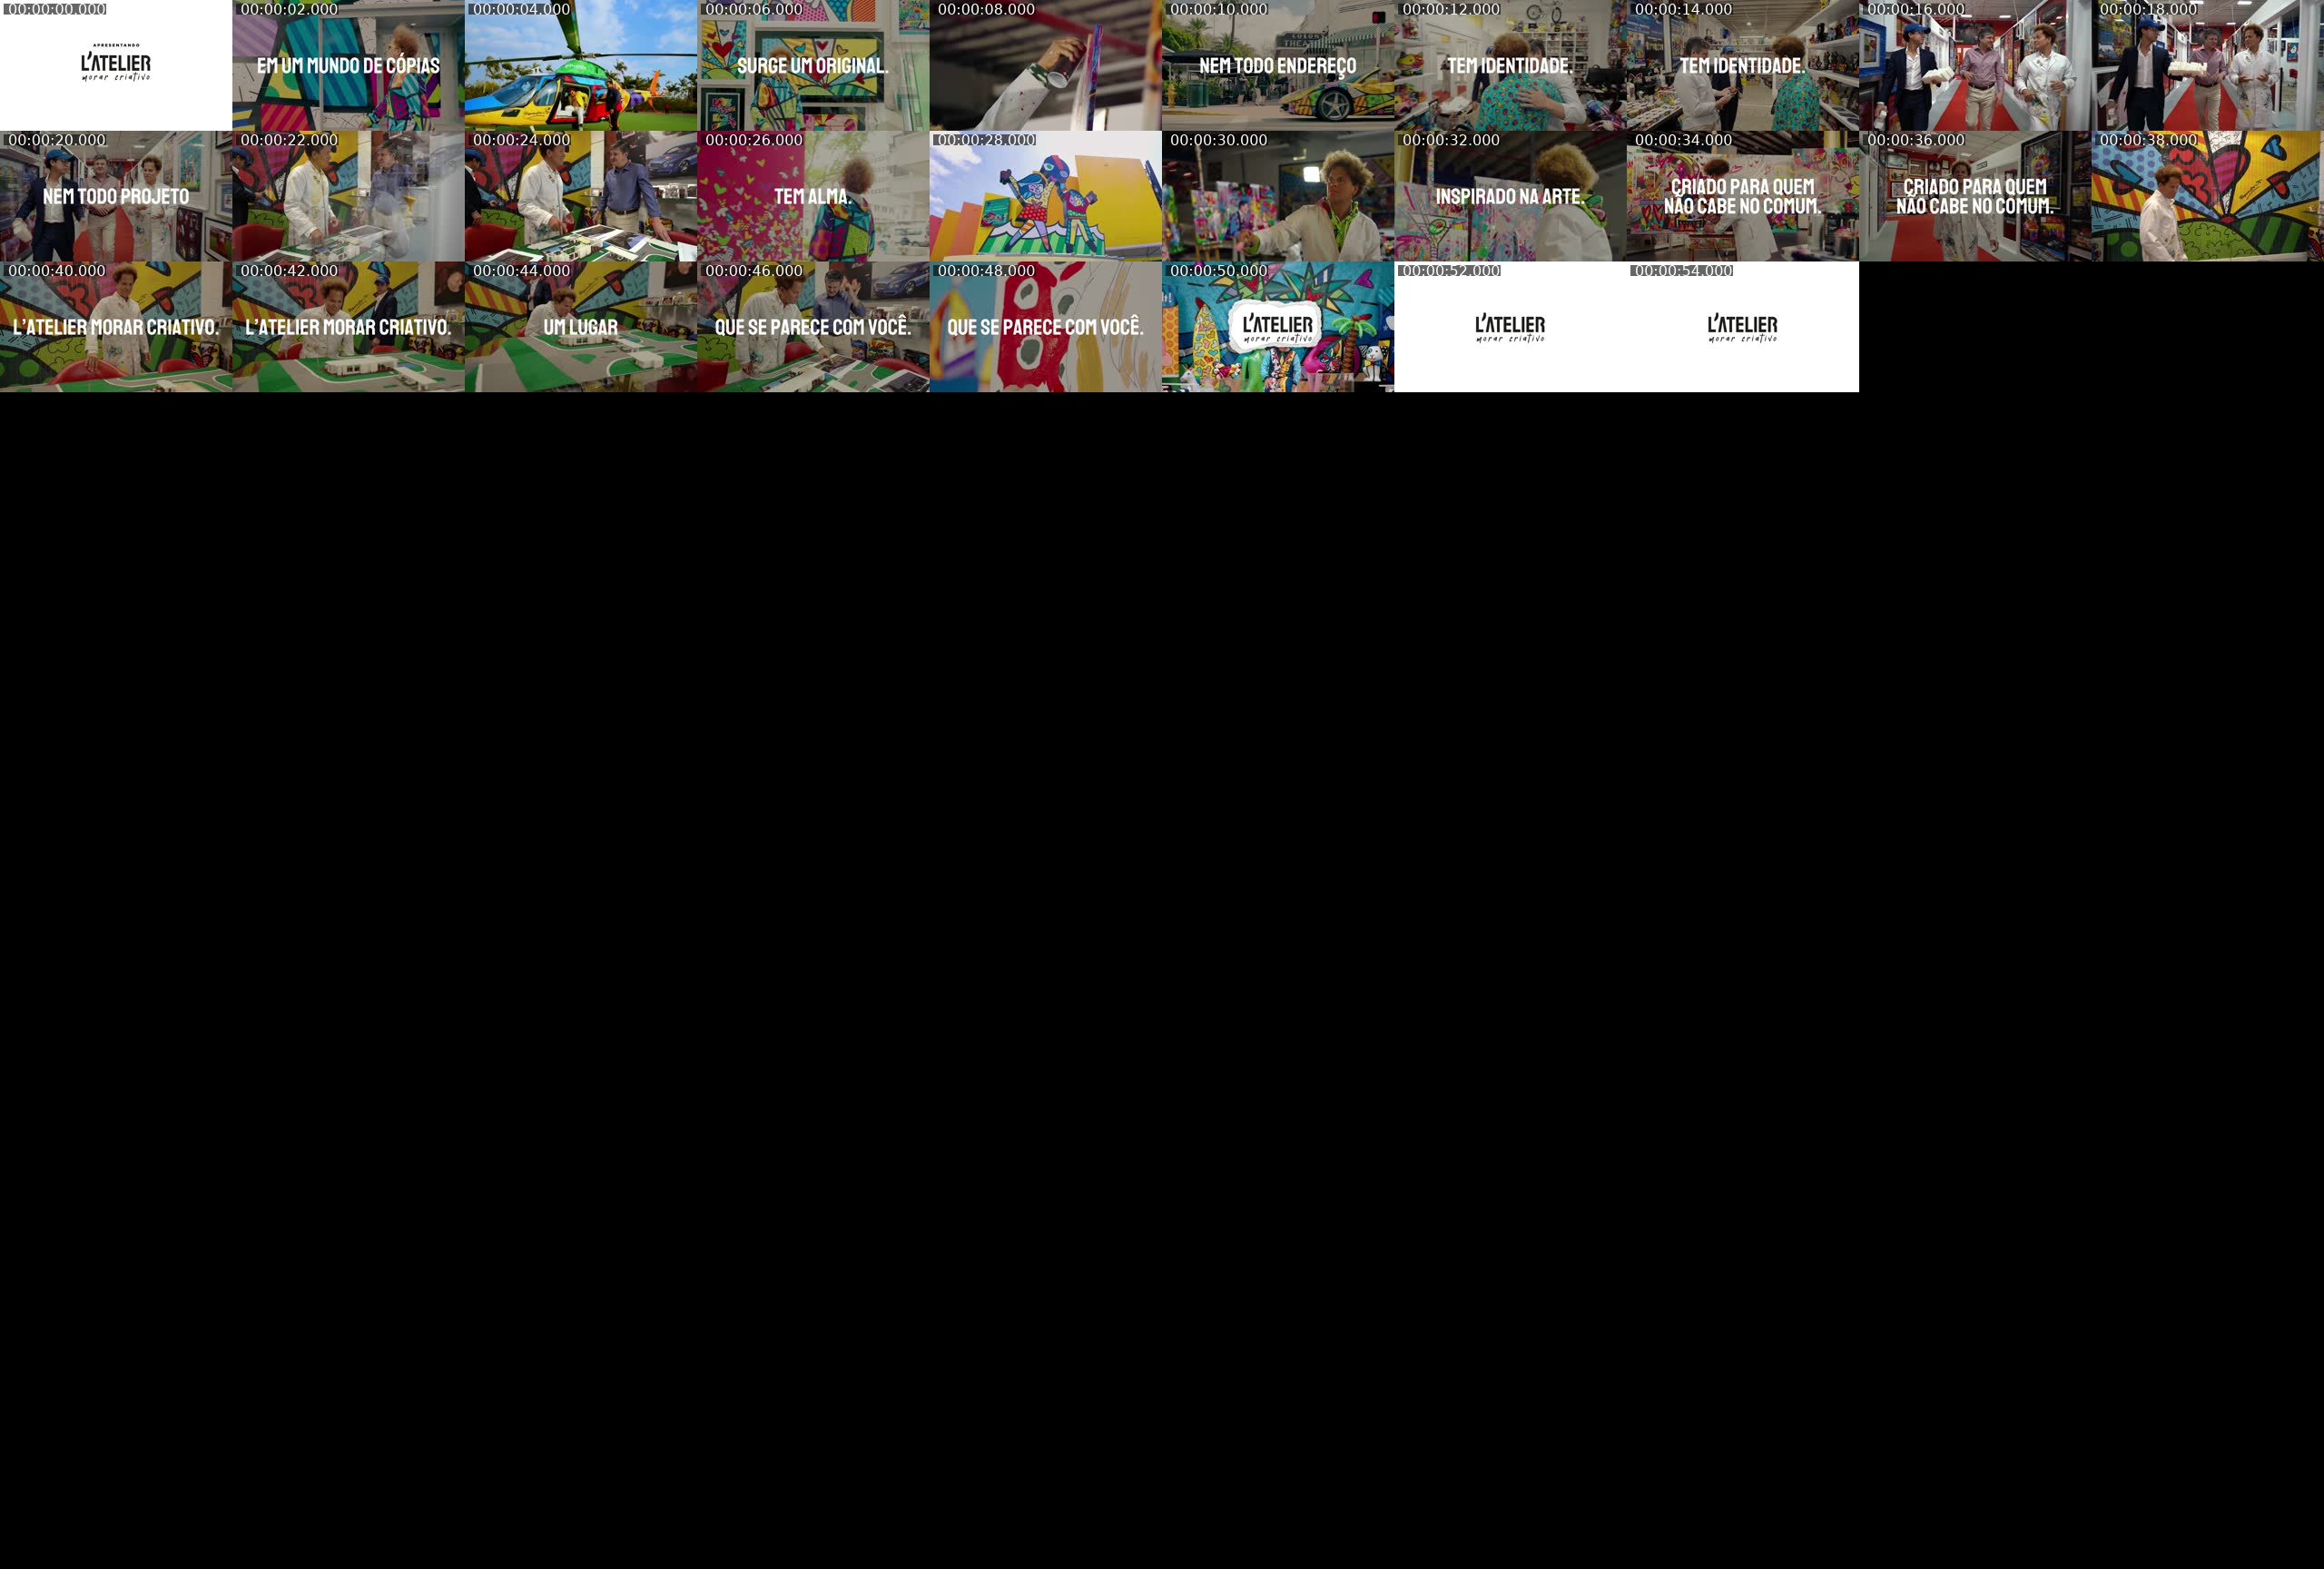 00:00:00.000
APRESENTANDO
L'ATELIER
morar criativo
00:00:02.000
EM UM MUNDO DE CÓPIAS
00:00:04.000
00:00:06.000
SURGE UM ORIGINAL.
00:00:08.000
00:00:10.000
COLONY
THEATRE
NEM TODO ENDEREÇO
00:00:12.000
TEM IDENTIDADE.
00:00:14.000
TEM IDENTIDADE.
00:00:16.000
00:00:18.000
00:00:20.000
NEM TODO PROJETO
00:00:22.000
00:00:24.000
00:00:26.000
TEM ALMA.
00:00:28.000
00:00:30.000
00:00:32.000
INSPIRADO NA ARTE.
00:00:34.000
CRIADO PARA QUEM
NÃO CABE NO COMUM.
00:00:36.000
CRIADO PARA QUEM
NÃO CABE NO COMUM.
00:00:38.000
00:00:40.000
L'ATELIER MORAR CRIATIVO.
00:00:42.000
L'ATELIER MORAR CRIATIVO.
00:00:44.000
UM LUGAR
00:00:46.000
QUE SE PARECE COM VOCÊ.
00:00:48.000
QUE SE PARECE COM VOCÊ.
00:00:50.000
L'ATELIER
morar criativo
00:00:52.000
L'ATELIER
morar criativo
00:00:54.000
L'ATELIER
morar criativo